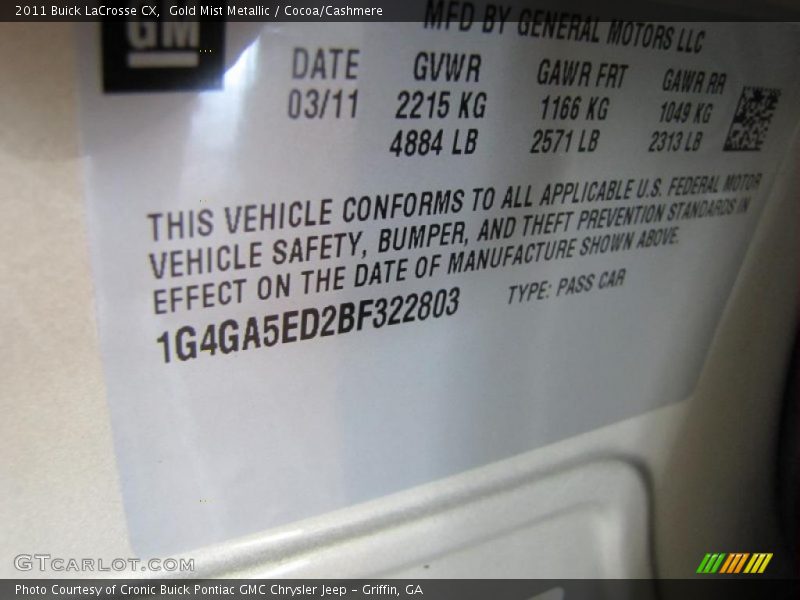 2011 Buick LaCrosse CX,  Gold Mist Metallic / Cocoa/Cashmere
GM
MFD BY GENERAL MOTORS LLC
DATE GVWR GAWR FRT GAWR RR
03/11 2215 KG 1166 KG 1049 KG
4884 LB 2571 LB 2313 LB
THIS VEHICLE CONFORMS TO ALL APPLICABLE U.S. FEDERAL MOTOR
VEHICLE SAFETY, BUMPER, AND THEFT PREVENTION STANDARDS IN
EFFECT ON THE DATE OF MANUFACTURE SHOWN ABOVE.
1G4GA5ED2BF322803 TYPE: PASS CAR
GTcarlot.com
Photo Courtesy of Cronic Buick Pontiac GMC Chrysler Jeep - Griffin, GA